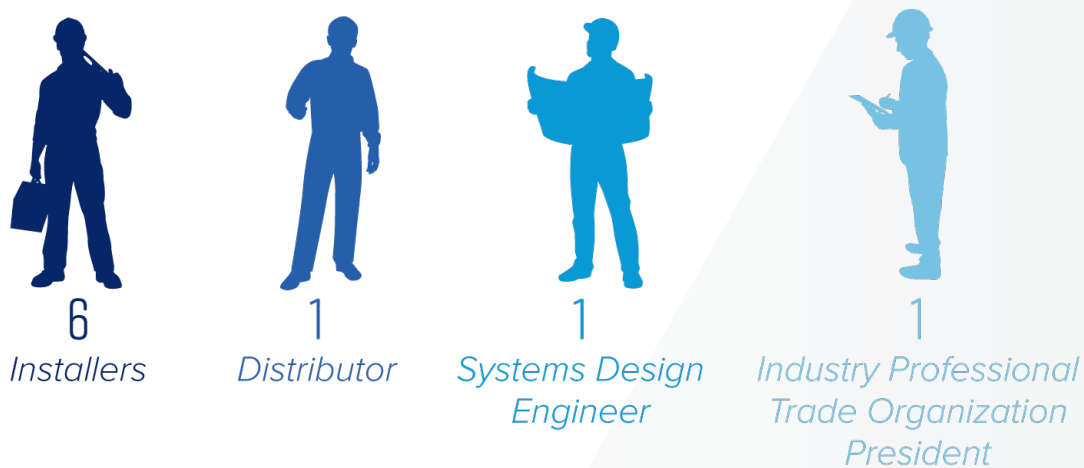 6
Installers
1
Distributor
1
Systems Design
Engineer
1
Industry Professional
Trade Organization
President